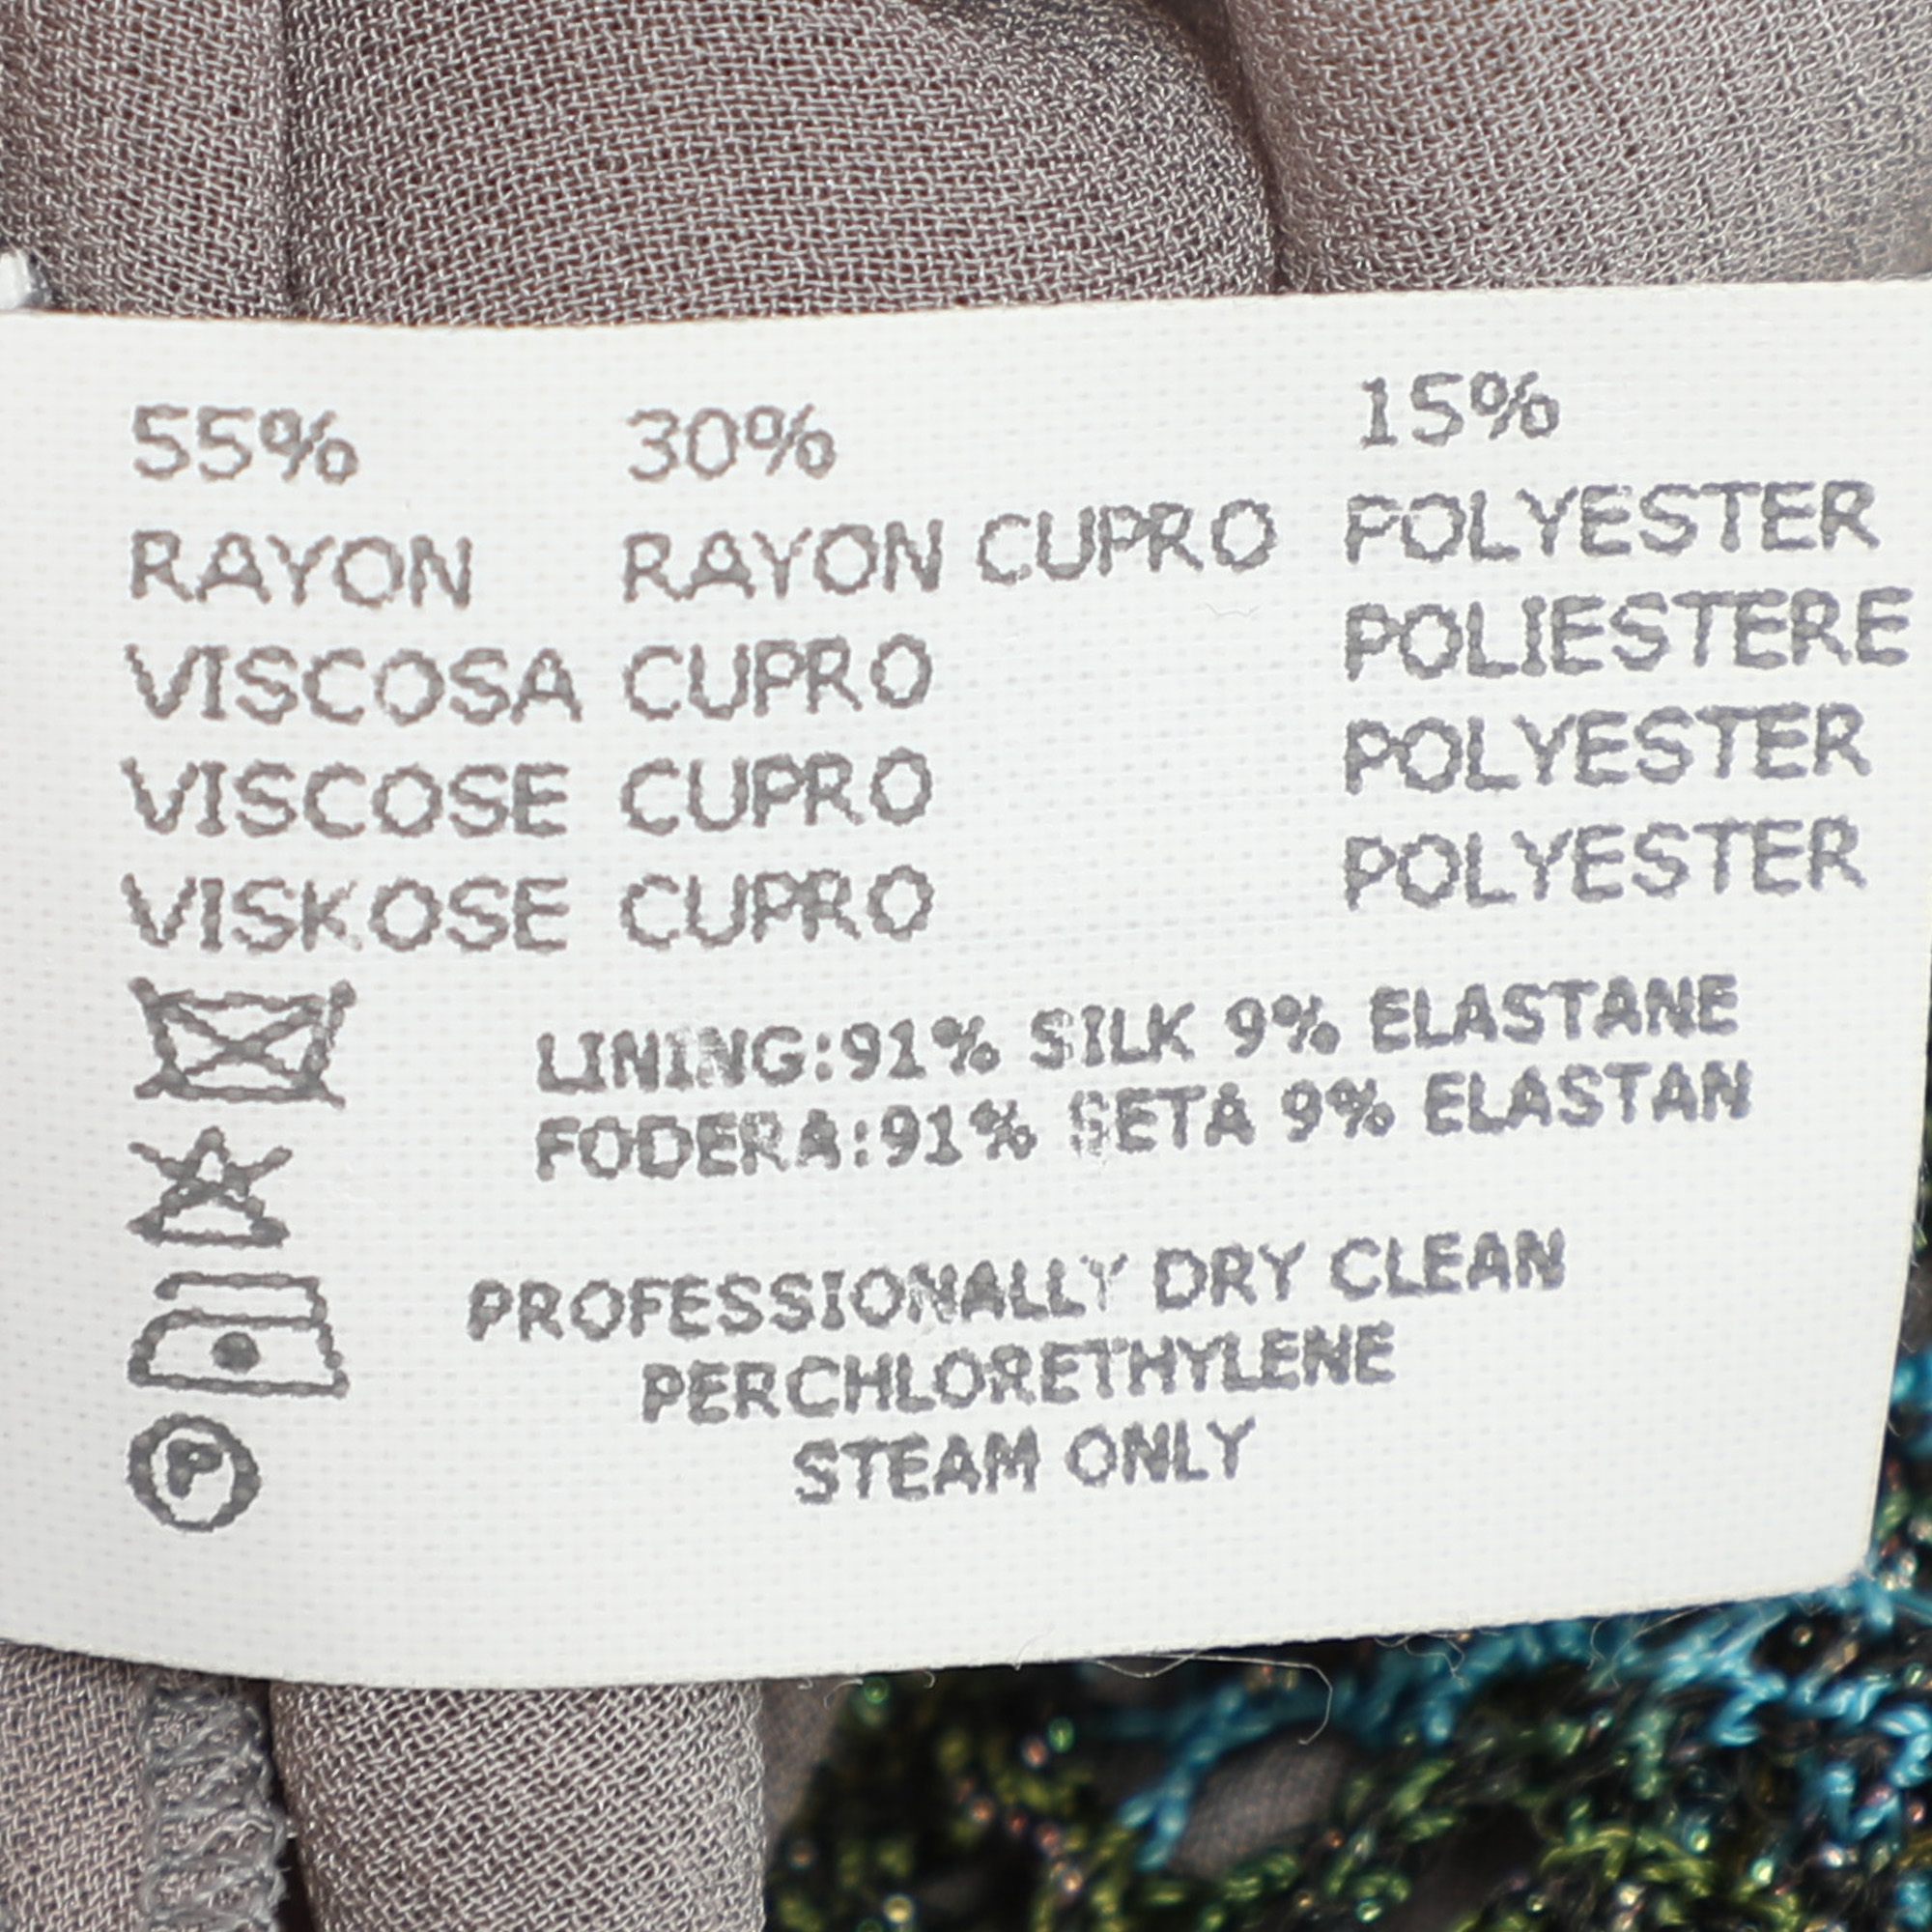 55% 30% 15%
RAYON RAYON CUPRO POLYESTER
VISCOSA CUPRO POLIESTERE
VISCOSE CUPRO POLYESTER
VISKOSE CUPRO POLYESTER
LINING:91% SILK 9% ELASTANE
FODERA:91% SETA 9% ELASTAN
PROFESSIONALLY DRY CLEAN
PERCHLORETHYLENE
STEAM ONLY
P